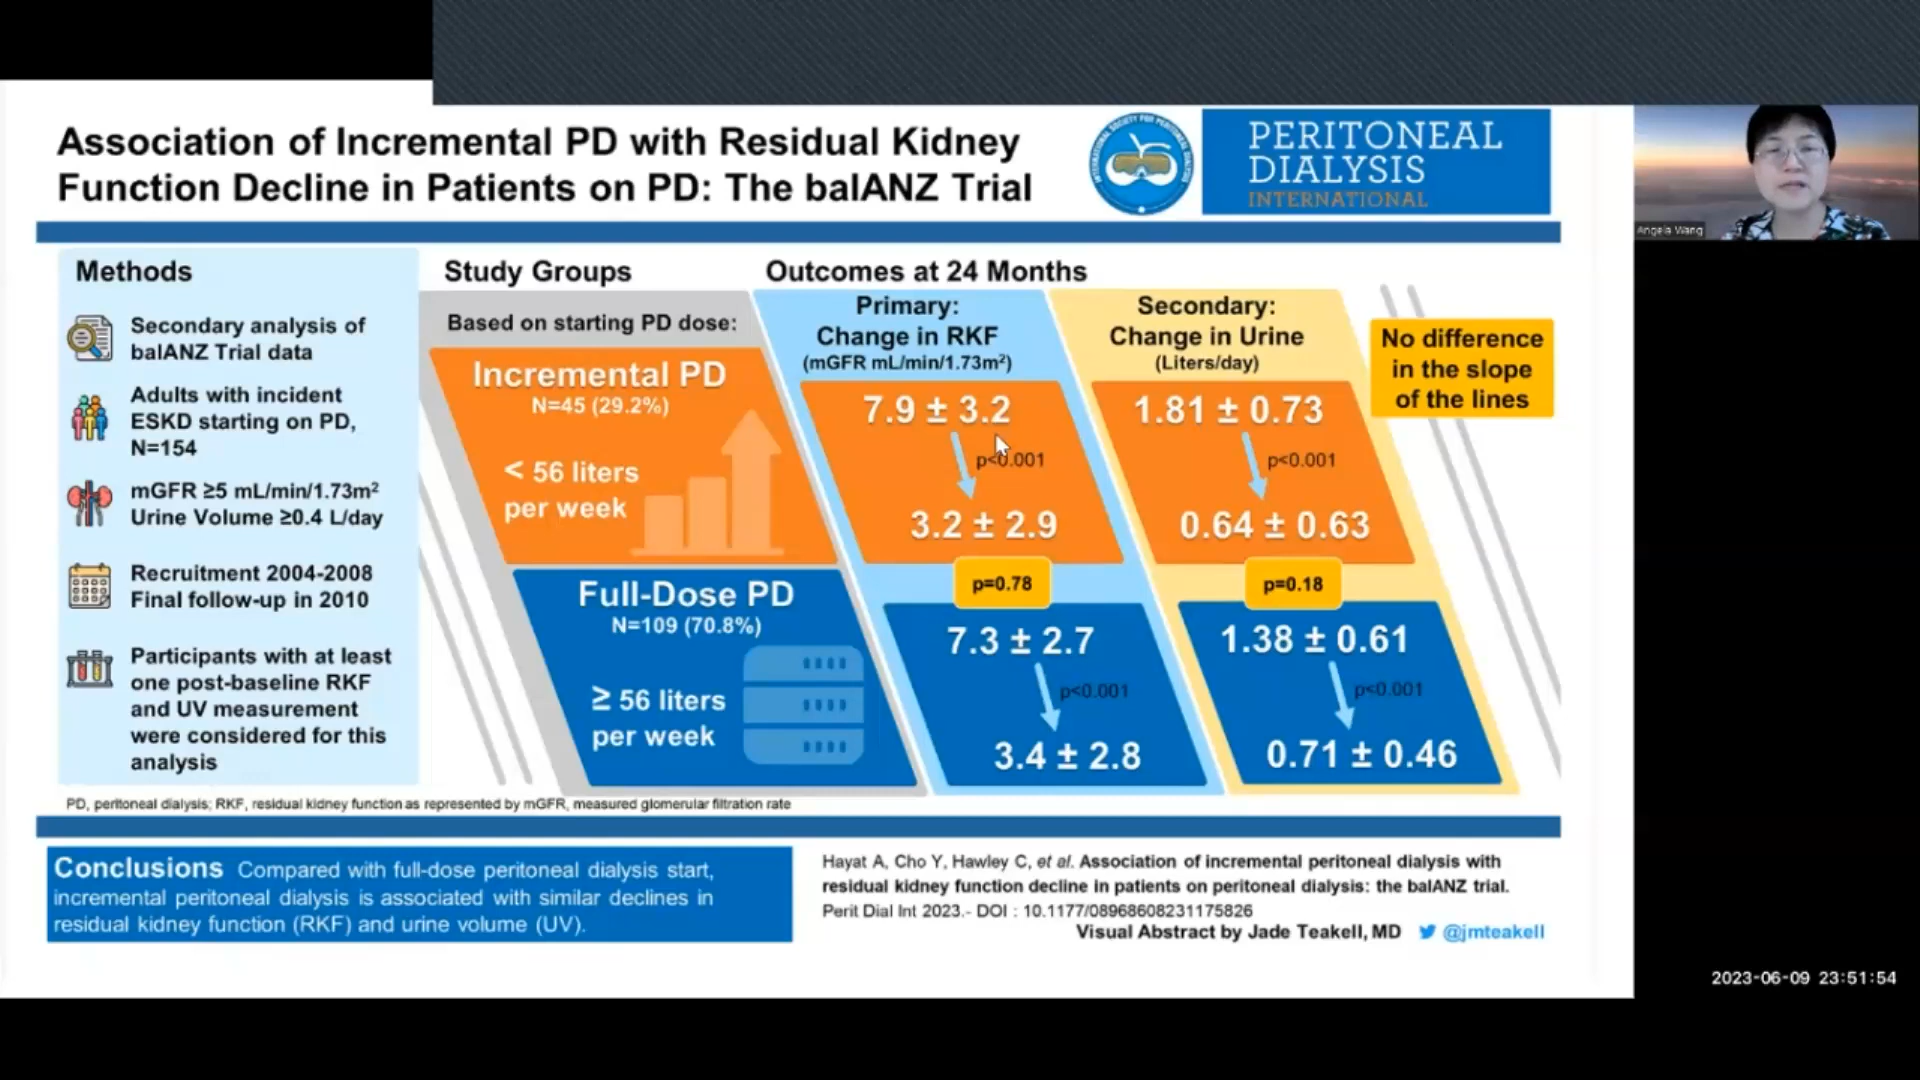 Association of Incremental PD with Residual Kidney
Function Decline in Patients on PD: The balANZ Trial
PERITONEAL
DIALYSIS
INTERNATIONAL
INTERNATIONAL SOCIETY FOR PERITONEAL DIALYSIS
Angela Wang
Methods
Secondary analysis of
balANZ Trial data
Adults with incident
ESKD starting on PD,
N=154
mGFR ≥5 mL/min/1.73m²
Urine Volume ≥0.4 L/day
Recruitment 2004-2008
Final follow-up in 2010
Participants with at least
one post-baseline RKF
and UV measurement
were considered for this
analysis
Study Groups
Based on starting PD dose:
Incremental PD
N=45 (29.2%)
< 56 liters
per week
Full-Dose PD
N=109 (70.8%)
≥ 56 liters
per week
Outcomes at 24 Months
Primary:
Change in RKF
(mGFR mL/min/1.73m²)
7.9 ± 3.2
p<0.001
3.2 ± 2.9
p=0.78
7.3 ± 2.7
p<0.001
3.4 ± 2.8
Secondary:
Change in Urine
(Liters/day)
1.81 ± 0.73
p<0.001
0.64 ± 0.63
p=0.18
1.38 ± 0.61
p<0.001
0.71 ± 0.46
No difference
in the slope
of the lines
PD, peritoneal dialysis; RKF, residual kidney function as represented by mGFR, measured glomerular filtration rate
Conclusions Compared with full-dose peritoneal dialysis start,
incremental peritoneal dialysis is associated with similar declines in
residual kidney function (RKF) and urine volume (UV).
Hayat A, Cho Y, Hawley C, et al. Association of incremental peritoneal dialysis with
residual kidney function decline in patients on peritoneal dialysis: the balANZ trial.
Perit Dial Int 2023.- DOI : 10.1177/08968608231175826
Visual Abstract by Jade Teakell, MD @jmteakell
2023-06-09 23:51:54